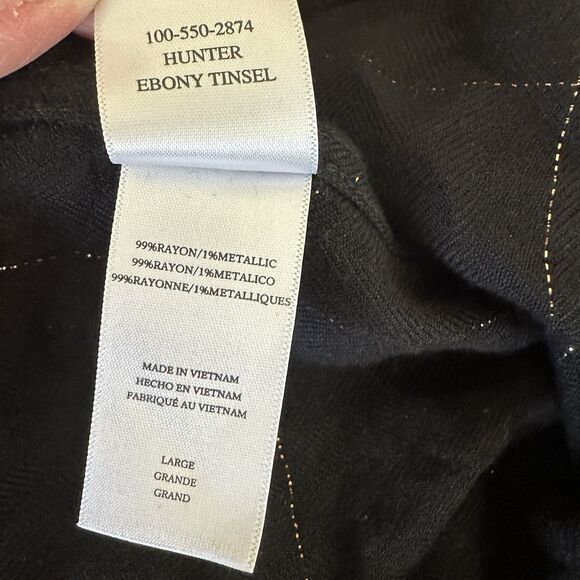 100-550-2874
HUNTER
EBONY TINSEL
99%RAYON/1%METALLIC
99%RAYON/1%METALICO
99%RAYONNE/1%METALLIQUES
MADE IN VIETNAM
HECHO EN VIETNAM
FABRIQUÉ AU VIETNAM
LARGE
GRANDE
GRAND